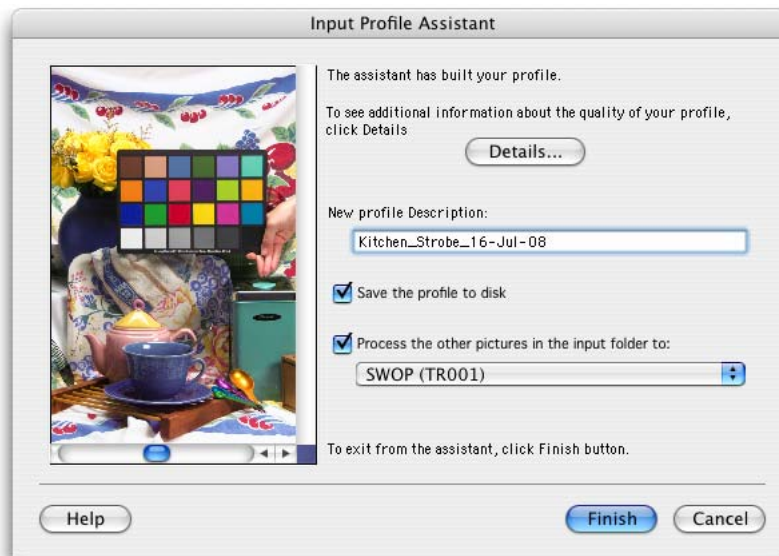 Input Profile Assistant
The assistant has built your profile.
To see additional information about the quality of your profile,
click Details
Details...
New profile Description:
Kitchen_Strobe_16-Jul-08
Save the profile to disk
Process the other pictures in the input folder to:
SWOP (TR001)
To exit from the assistant, click Finish button.
Help
Finish
Cancel